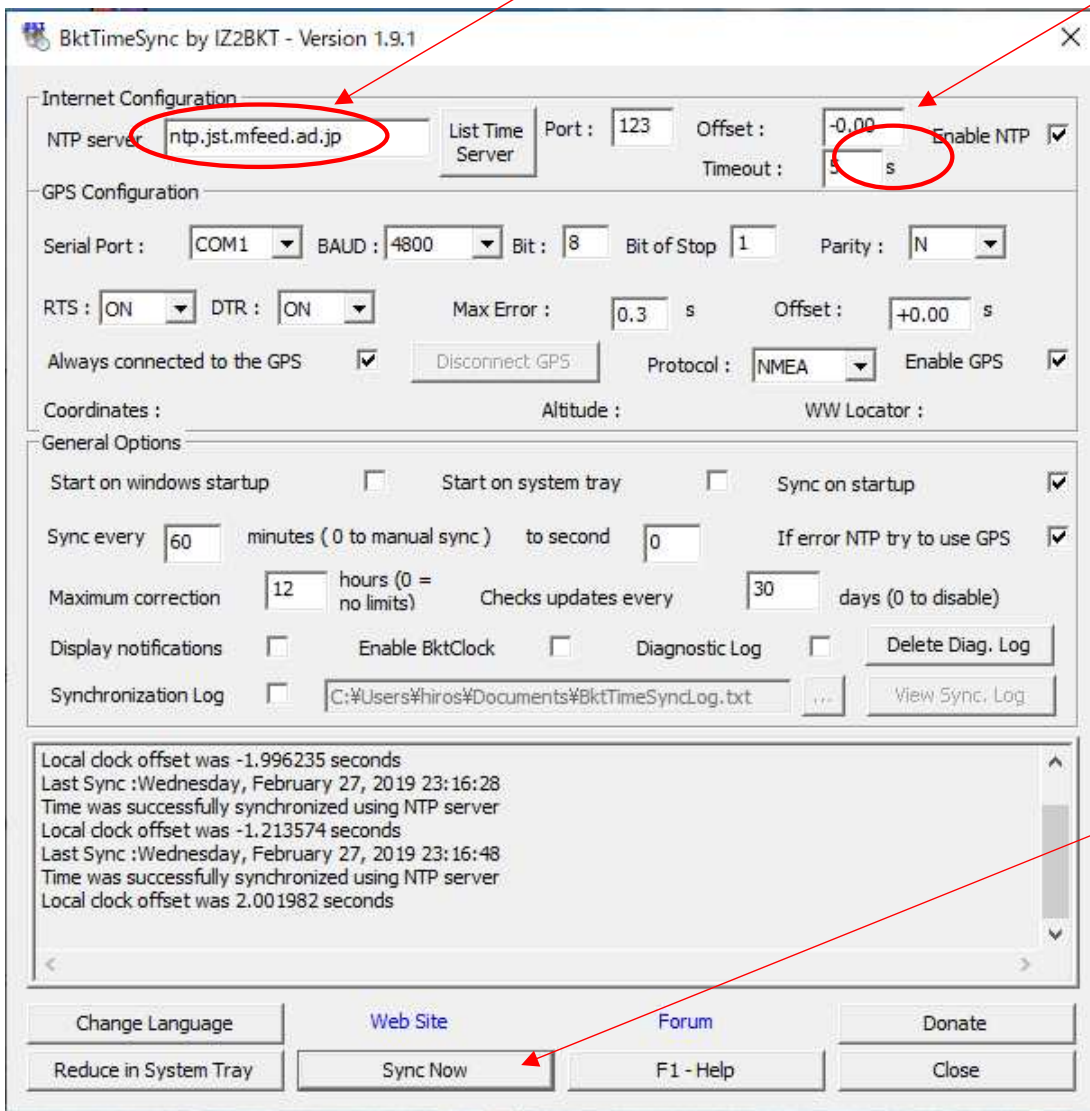 BktTimeSync by IZ2BKT - Version 1.9.1
Internet Configuration
NTP server ntp.jst.mfeed.ad.jp List Time Server Port : 123 Offset : -0,00 Enable NTP
Timeout : 5 s
GPS Configuration
Serial Port : COM1 BAUD : 4800 Bit : 8 Bit of Stop 1 Parity : N
RTS : ON DTR : ON Max Error : 0.3 s Offset : +0.00 s
Always connected to the GPS Disconnect GPS Protocol : NMEA Enable GPS
Coordinates : Altitude : WW Locator :
General Options
Start on windows startup Start on system tray Sync on startup
Sync every 60 minutes ( 0 to manual sync ) to second 0 If error NTP try to use GPS
Maximum correction 12 hours (0 = no limits) Checks updates every 30 days (0 to disable)
Display notifications Enable BktClock Diagnostic Log Delete Diag. Log
Synchronization Log C:¥Users¥hiros¥Documents¥BktTimeSyncLog.txt ... View Sync. Log
Local clock offset was -1.996235 seconds
Last Sync :Wednesday, February 27, 2019 23:16:28
Time was successfully synchronized using NTP server
Local clock offset was -1.213574 seconds
Last Sync :Wednesday, February 27, 2019 23:16:48
Time was successfully synchronized using NTP server
Local clock offset was 2.001982 seconds
Change Language Web Site Forum Donate
Reduce in System Tray Sync Now F1 - Help Close